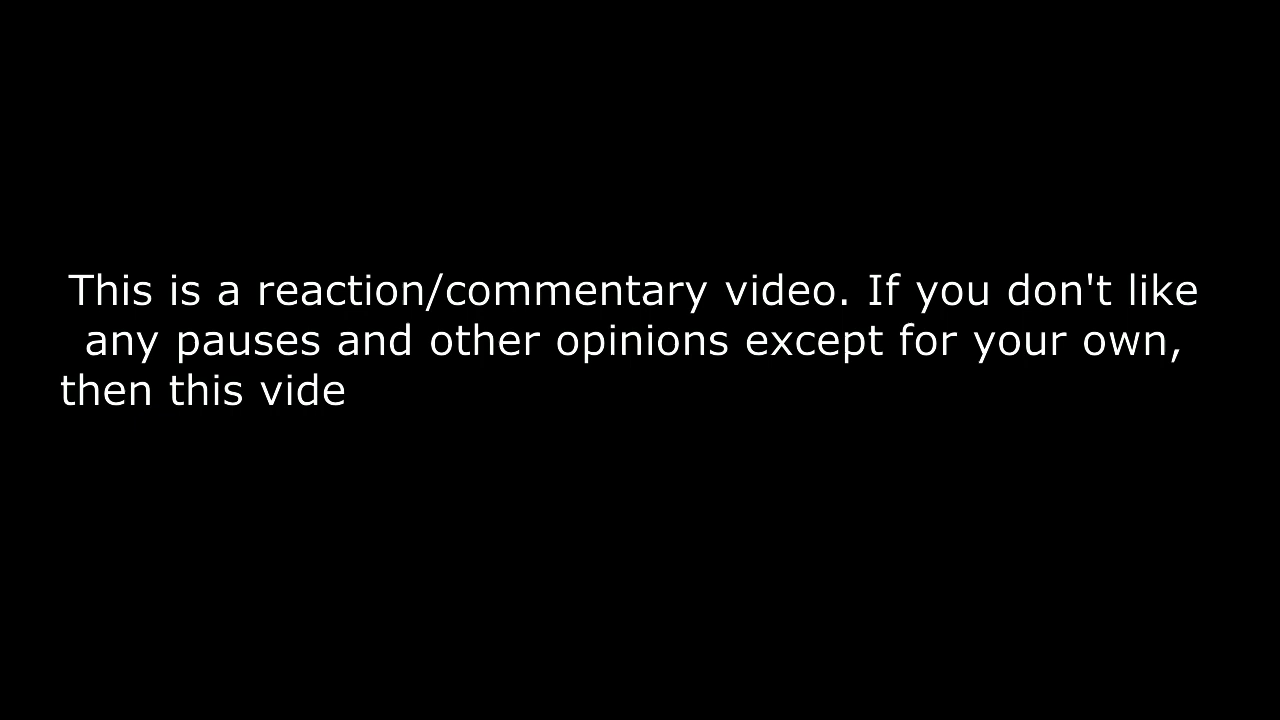 This is a reaction/commentary video. If you don't like
any pauses and other opinions except for your own,
then this vide